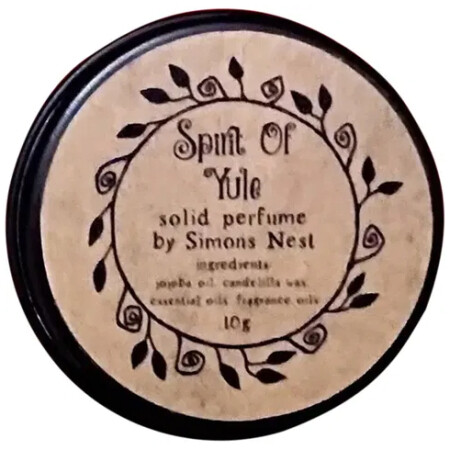 Spirit Of
Yule
solid perfume
by Simons Nest
ingredients
jojoba oil, candelilla wax,
essential oils, fragrance oils
10g